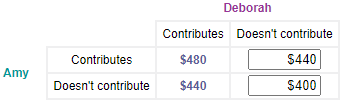 Deborah
Contributes Doesn't contribute
Contributes $480 $440
Amy
Doesn't contribute $440 $400